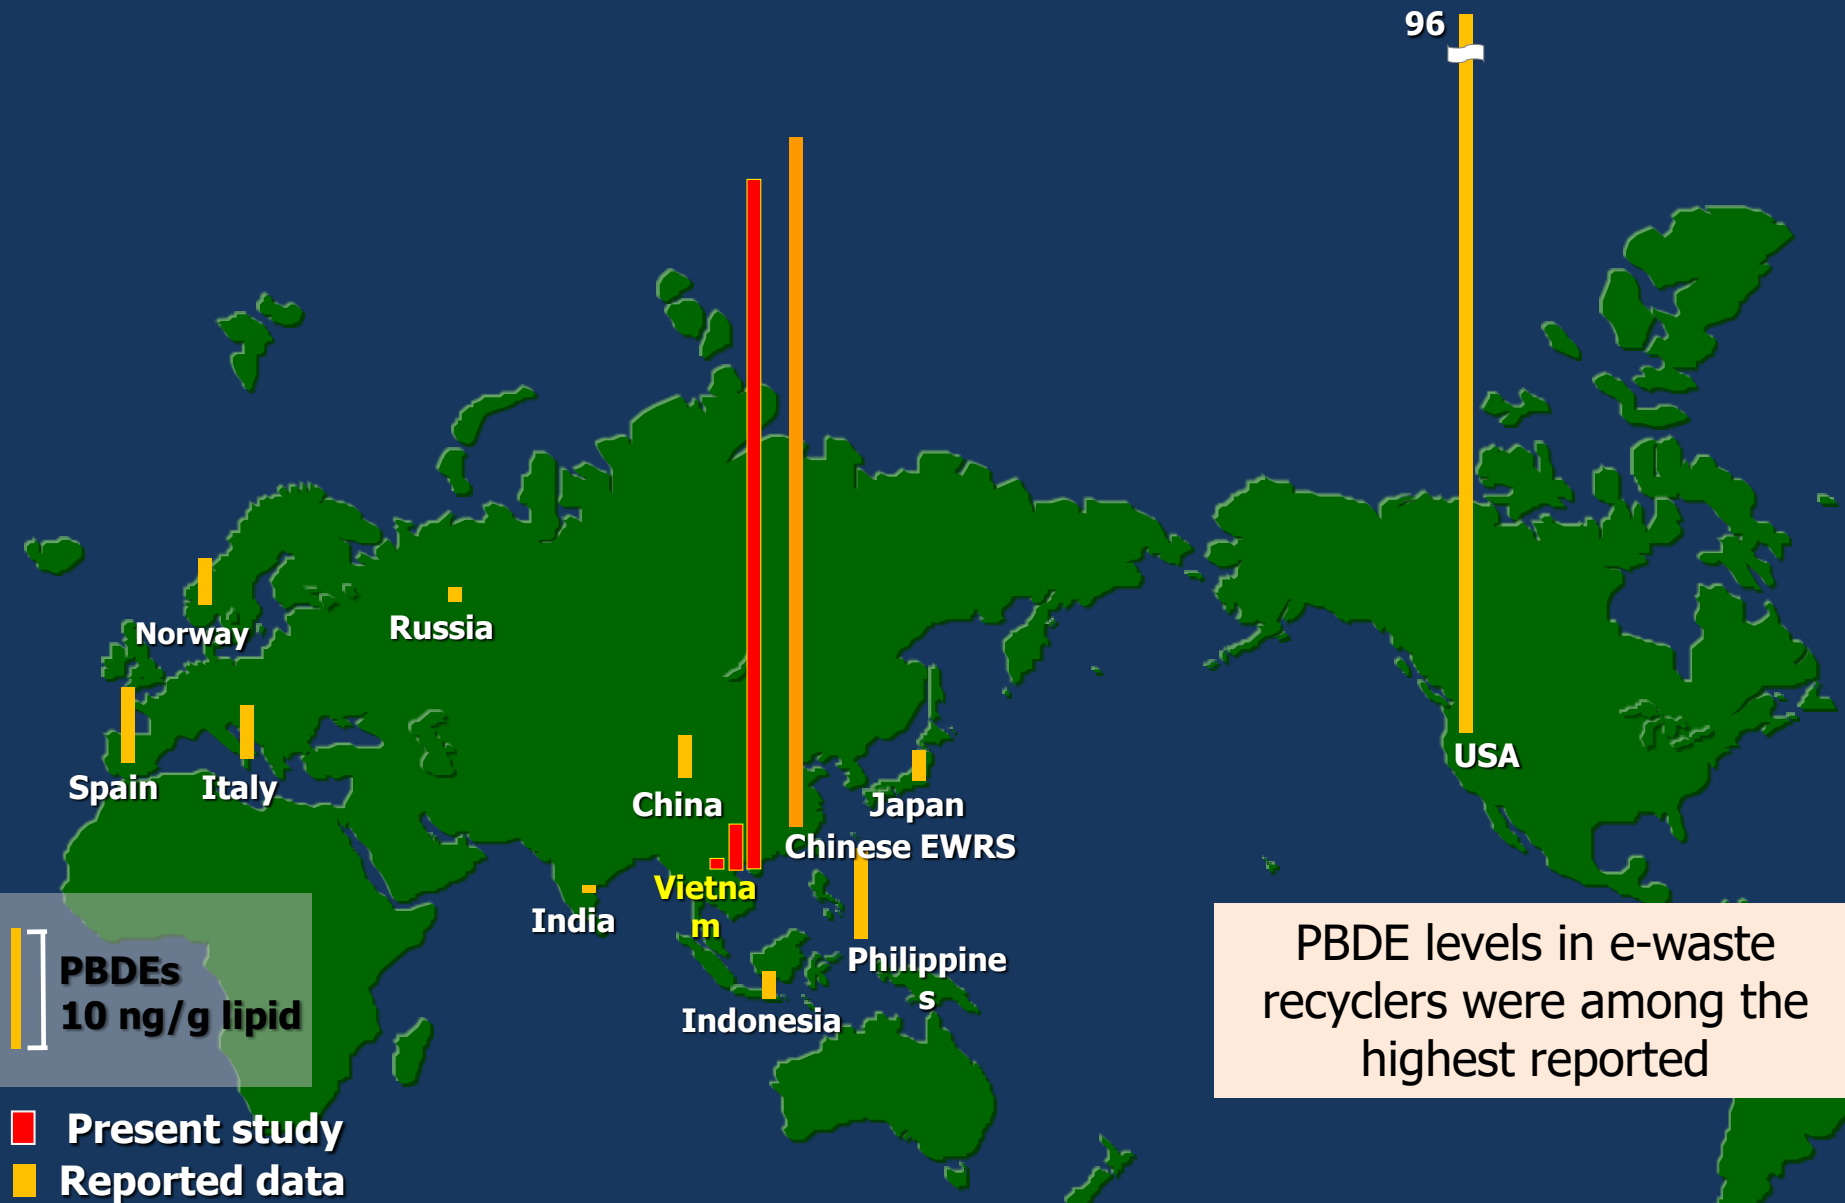 96
Norway
Russia
Spain
Italy
China
Japan
USA
Chinese EWRS
Vietna
m
India
Philippine
s
Indonesia
PBDEs
10 ng/g lipid
PBDE levels in e-waste
recyclers were among the
highest reported
Present study
Reported data